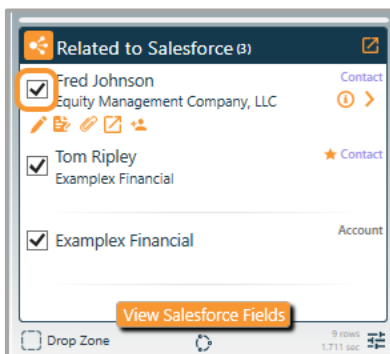 Related to Salesforce (3)
Fred Johnson Contact
Equity Management Company, LLC
Tom Ripley Contact
Examplex Financial
Examplex Financial Account
View Salesforce Fields
Drop Zone 9 rows
1.711 sec